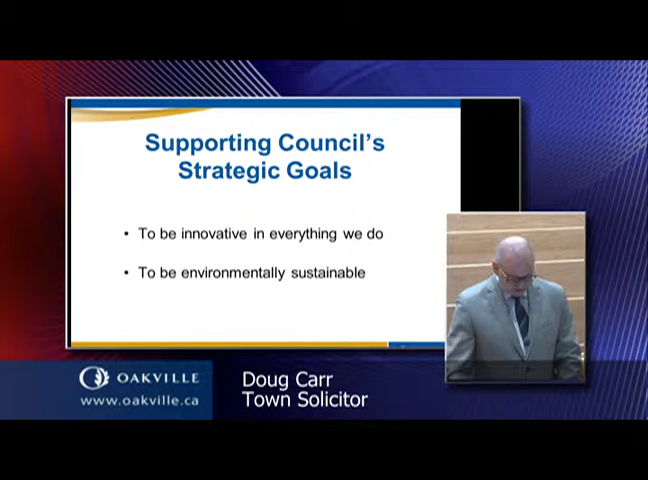 Supporting Council's
Strategic Goals
• To be innovative in everything we do
• To be environmentally sustainable
OAKVILLE
www.oakville.ca
Doug Carr
Town Solicitor